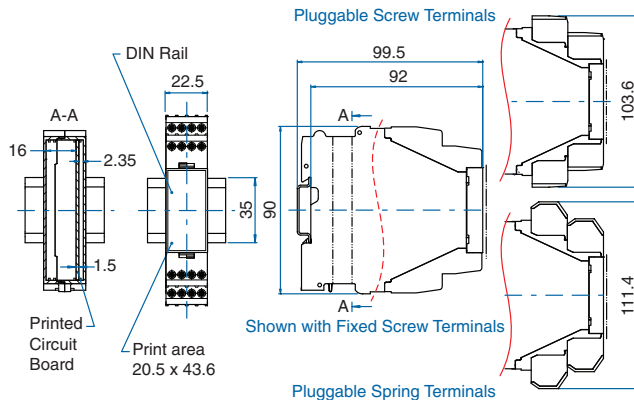 Pluggable Screw Terminals
DIN Rail
22.5
99.5
92
A-A
A
16
2.35
103.6
35
90
1.5
A
111.4
Printed
Circuit
Board
Print area
20.5 x 43.6
Shown with Fixed Screw Terminals
Pluggable Spring Terminals